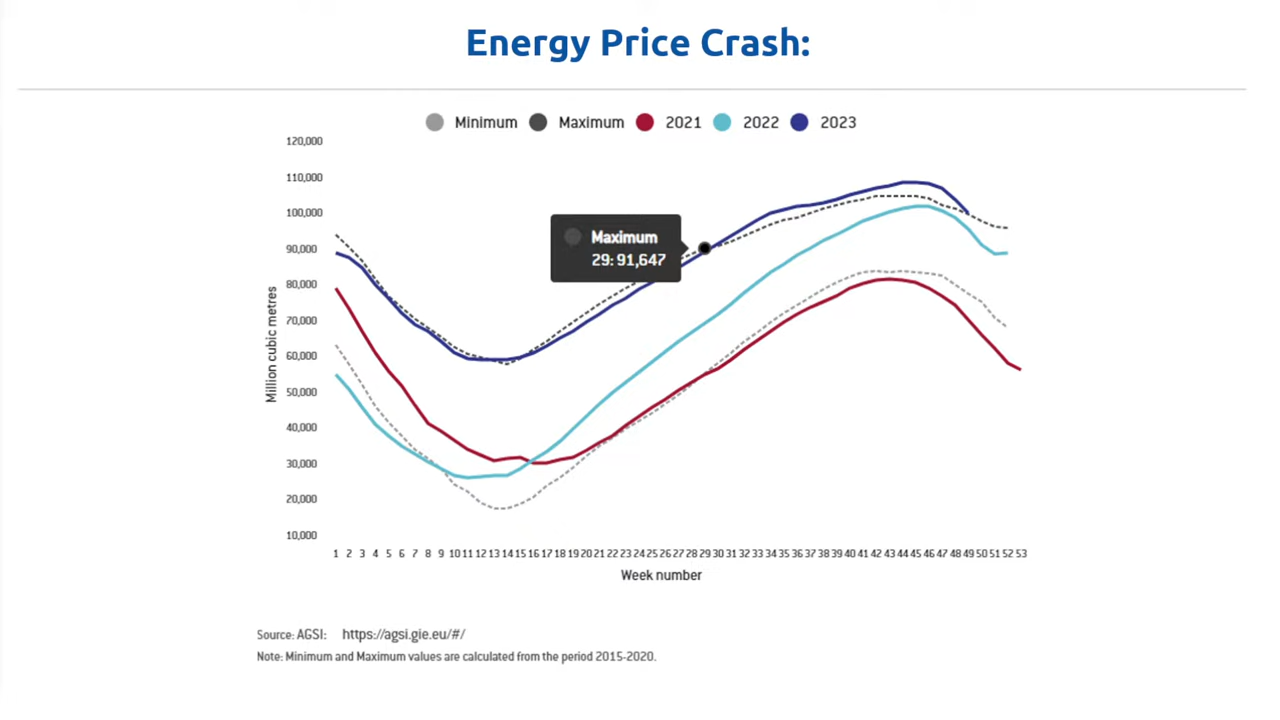 Energy Price Crash:
Minimum Maximum 2021 2022 2023
120,000
110,000
100,000
90,000
80,000
70,000
60,000
50,000
40,000
30,000
20,000
10,000
Million cubic metres
Maximum
29: 91,647
1 2 3 4 5 6 7 8 9 10 11 12 13 14 15 16 17 18 19 20 21 22 23 24 25 26 27 28 29 30 31 32 33 34 35 36 37 38 39 40 41 42 43 44 45 46 47 48 49 50 51 52 53
Week number
Source: AGSI: https://agsi.gie.eu/#/
Note: Minimum and Maximum values are calculated from the period 2015-2020.